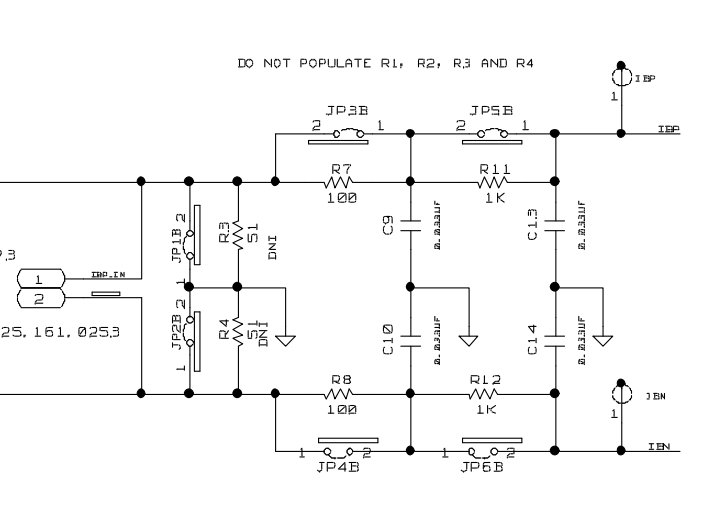 DO NOT POPULATE R1, R2, R3 AND R4
IBP
1
JP3B
2 1
JP5B
2 1
IBP
R7
100
R11
1K
JP1B
2
1
R3
51
DNI
C9
0.033UF
C13
0.033UF
93
1
IBP_IN
2
25,161,0253
JP2B
2
1
R4
51
DNI
C10
0.033UF
C14
0.033UF
R8
100
R12
1K
IBN
1
1 2
JP4B
1 2
JP6B
IBN